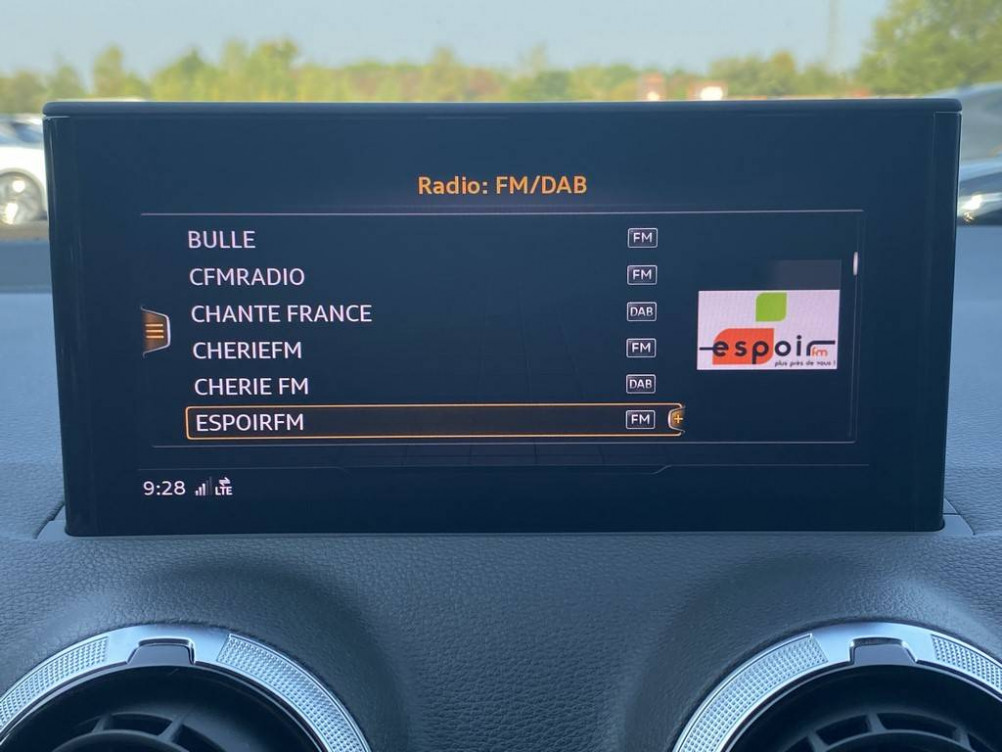 Radio: FM/DAB
BULLE FM
CFMRADIO FM
CHANTE FRANCE DAB
CHERIEFM FM
CHERIE FM DAB
ESPOIRFM FM +
espoir fm
plus près de vous !
9:28 LTE